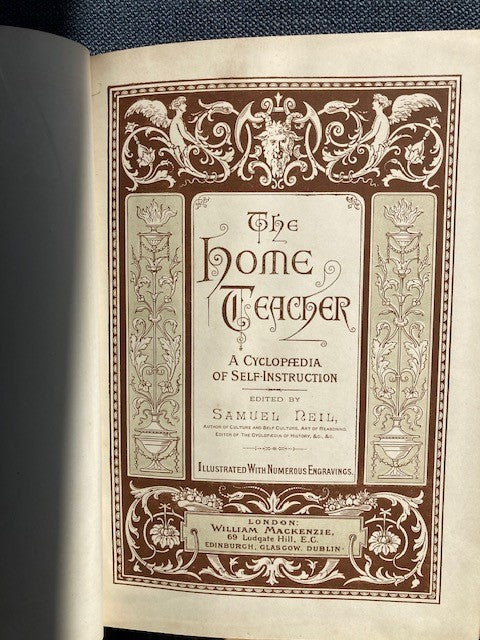 The
Home
Teacher
A Cyclopædia
of Self-Instruction
EDITED BY
Samuel Neil,
Author of Culture and Self Culture, Art of Reasoning,
Editor of the Cyclopædia of History, &c., &c.
Illustrated With Numerous Engravings.
LONDON:
William Mackenzie,
69 Ludgate Hill, E.C.
EDINBURGH, GLASGOW, DUBLIN.